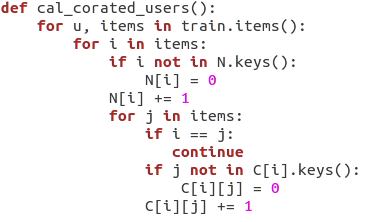 def cal_corated_users():
    for u, items in train.items():
        for i in items:
            if i not in N.keys():
                N[i] = 0
            N[i] += 1
            for j in items:
                if i == j:
                   continue
                if j not in C[i].keys():
                    C[i][j] = 0
                C[i][j] += 1